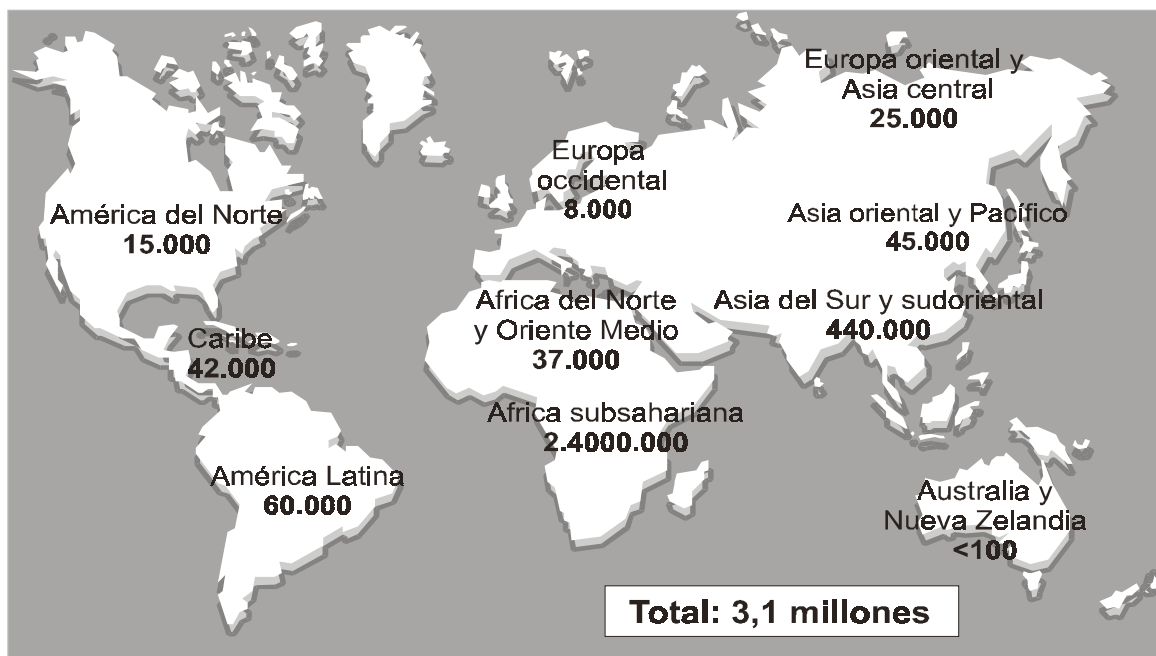 Europa oriental y
Asia central
25.000
Europa
occidental
8.000
América del Norte
15.000
Asia oriental y Pacífico
45.000
Africa del Norte
y Oriente Medio
37.000
Asia del Sur y sudoriental
440.000
Caribe
42.000
Africa subsahariana
2.4000.000
América Latina
60.000
Australia y
Nueva Zelandia
<100
Total: 3,1 millones